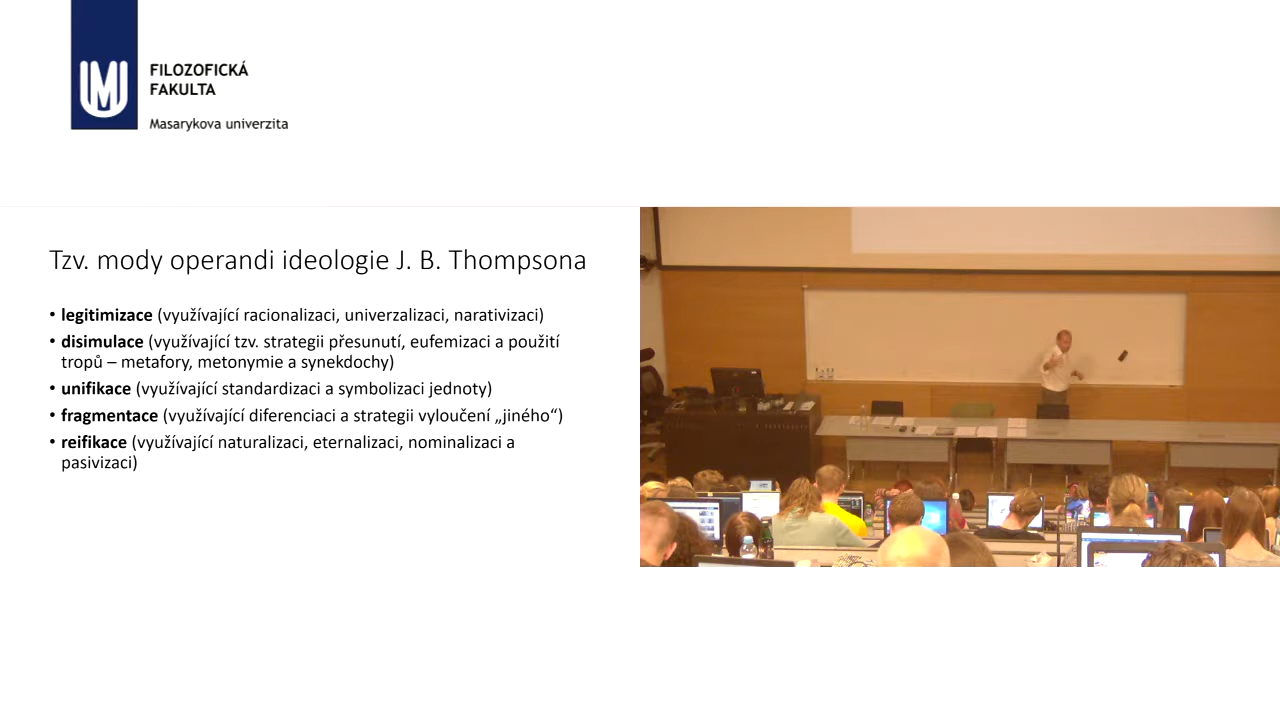 FILOZOFICKÁ
FAKULTA
Masarykova univerzita
Tzv. mody operandi ideologie J. B. Thompsona
• legitimizace (využívající racionalizaci, univerzalizaci, narativizaci)
• disimulace (využívající tzv. strategii přesunutí, eufemizaci a použití
tropů – metafory, metonymie a synekdochy)
• unifikace (využívající standardizaci a symbolizaci jednoty)
• fragmentace (využívající diferenciaci a strategii vyloučení „jiného“)
• reifikace (využívající naturalizaci, eternalizaci, nominalizaci a
pasivizaci)